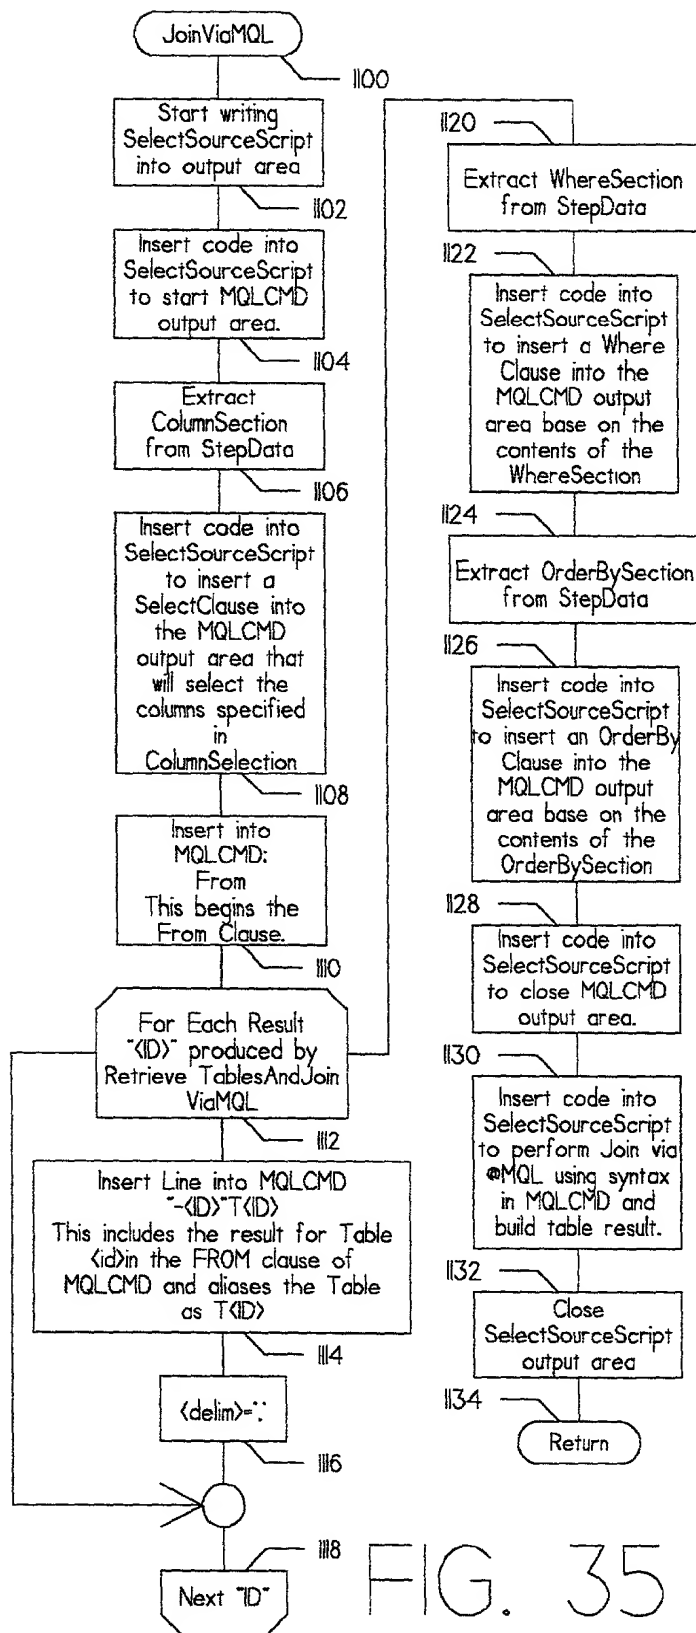 JoinViaMQL
1100
Start writing
SelectSourceScript
into output area
1102
Insert code into
SelectSourceScript
to start MQLCMD
output area.
1104
Extract
ColumnSection
from StepData
1106
Insert code into
SelectSourceScript
to insert a
SelectClause into
the MQLCMD
output area that
will select the
columns specified
in
ColumnSelection
1108
Insert into
MQLCMD:
From
This begins the
From Clause.
1110
For Each Result
"<ID>" produced by
Retrieve TablesAndJoin
ViaMQL
1112
Insert Line into MQLCMD
"-<ID>"T<ID>
This includes the result for Table
<id>in the FROM clause of
MQLCMD and aliases the Table
as T<ID>
1114
<delim>=","
1116
1118
Next "ID"
1120
Extract WhereSection
from StepData
1122
Insert code into
SelectSourceScript
to insert a Where
Clause into the
MQLCMD output
area base on the
contents of the
WhereSection
1124
Extract OrderBySection
from StepData
1126
Insert code into
SelectSourceScript
to insert an OrderBy
Clause into the
MQLCMD output
area base on the
contents of the
OrderBySection
1128
Insert code into
SelectSourceScript
to close MQLCMD
output area.
1130
Insert code into
SelectSourceScript
to perform Join via
@MQL using syntax
in MQLCMD and
build table result.
1132
Close
SelectSourceScript
output area
1134
Return
FIG. 35